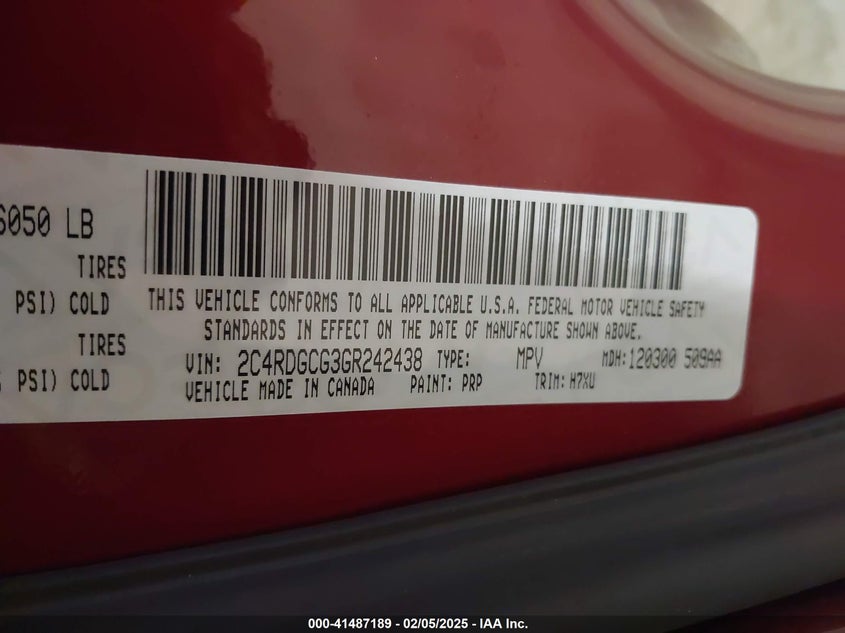 6050 LB
TIRES
PSI) COLD
TIRES
PSI) COLD
THIS VEHICLE CONFORMS TO ALL APPLICABLE U.S.A. FEDERAL MOTOR VEHICLE SAFETY
STANDARDS IN EFFECT ON THE DATE OF MANUFACTURE SHOWN ABOVE.
VIN: 2C4RDGCG3GR242438 TYPE: MPV MDH: 120300 509AA
VEHICLE MADE IN CANADA PAINT: PRP TRIM: H7XU
000-41487189 - 02/05/2025 - IAA Inc.